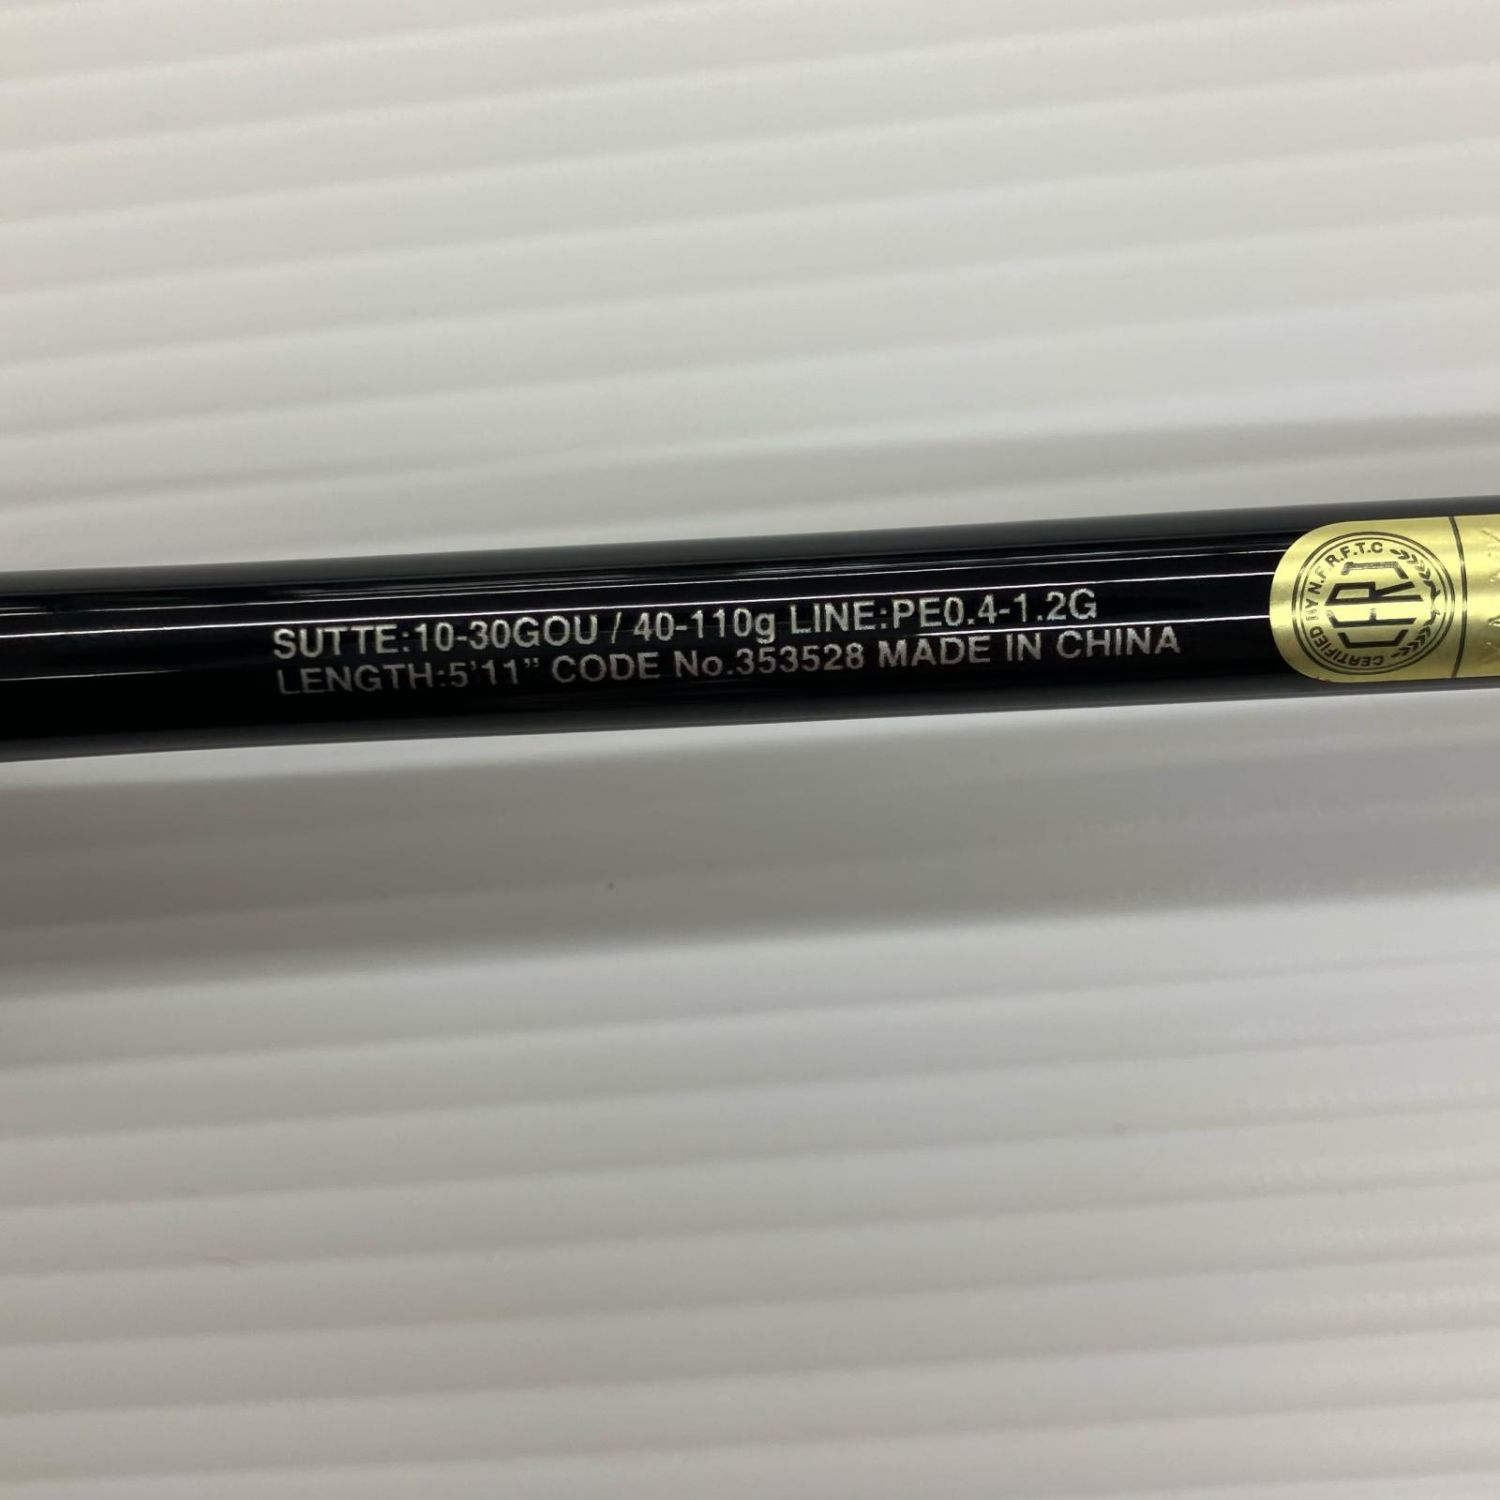 SUTTE:10-30GOU / 40-110g LINE:PE0.4-1.2G
LENGTH:5'11" CODE No.353528 MADE IN CHINA
CERTIFIED BY N.F.R.F.T.C
CFRJ